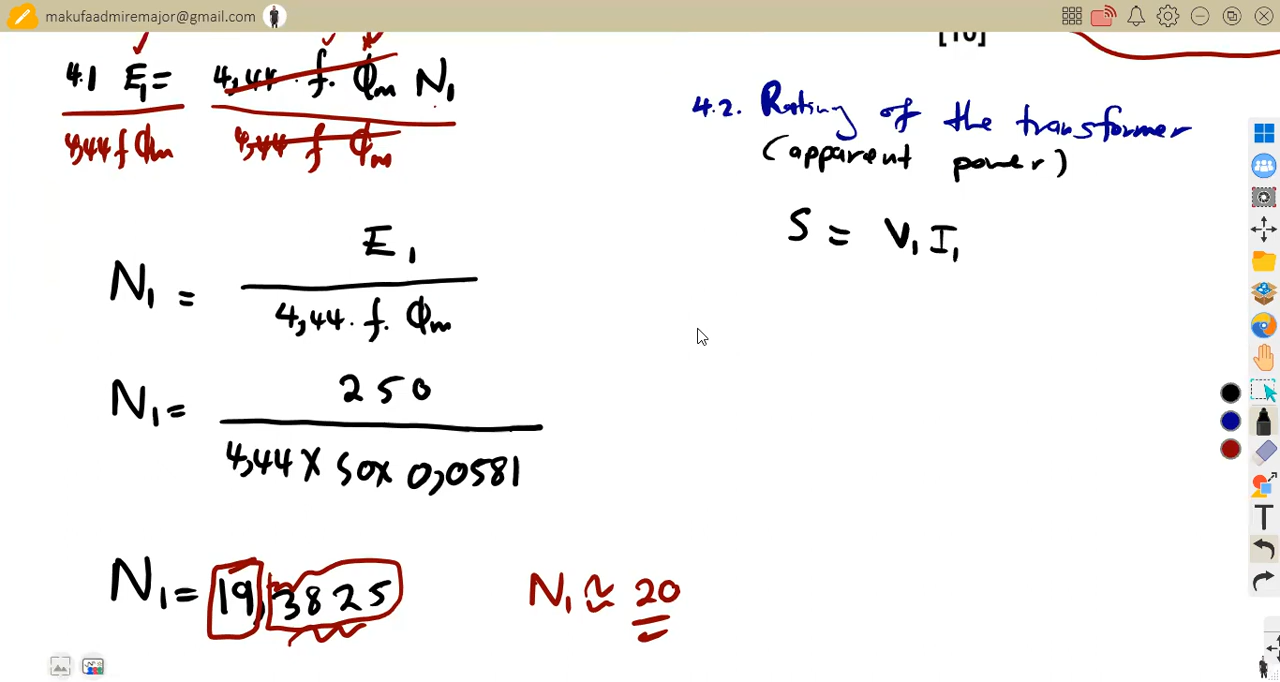 makufaadmiremajor@gmail.com
[10]
4.1 E₁= 4,44 . f. Φm N₁
4,44 f Φm 4,44 f Φm
N₁ = E₁
4,44 . f. Φm
N₁= 250
4,44 x 50x 0,0581
N₁= 19,3825 N₁ ≃ 20
4.2. Rating of the transformer
(apparent power)
S = V₁ I₁